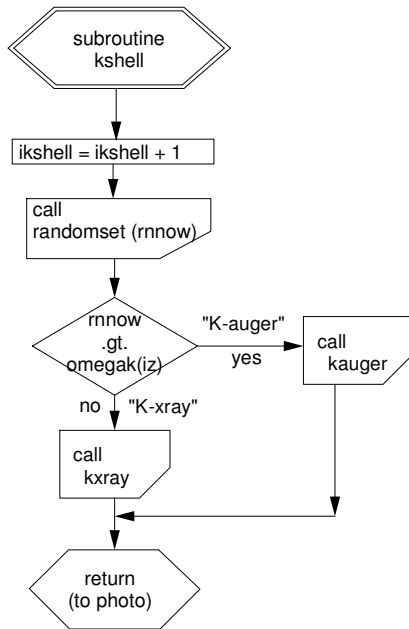 subroutine
kshell
ikshell = ikshell + 1
call
randomset (rnnow)
rnnow
.gt.
omegak(iz)
"K-auger"
yes
call
kauger
no "K-xray"
call
kxray
return
(to photo)